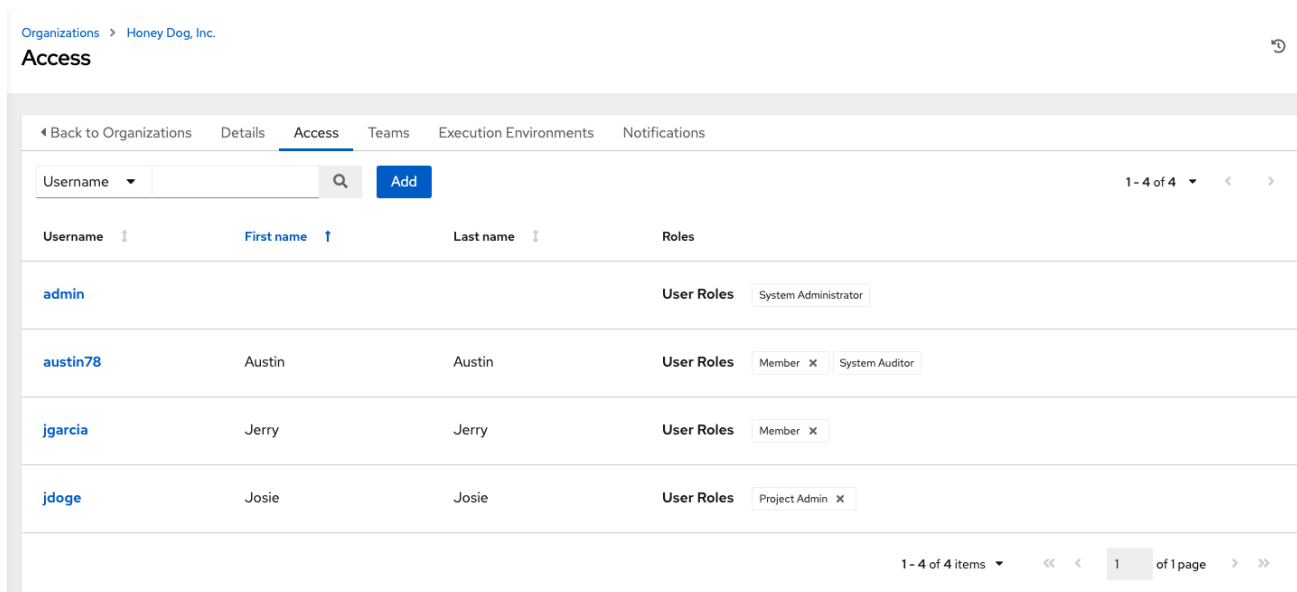 Organizations > Honey Dog, Inc.
Access
Back to Organizations Details Access Teams Execution Environments Notifications
Username Add 1 - 4 of 4
Username First name Last name Roles
admin User Roles System Administrator
austin78 Austin Austin User Roles Member × System Auditor
jgarcia Jerry Jerry User Roles Member ×
jdoge Josie Josie User Roles Project Admin ×
1 - 4 of 4 items 1 of 1 page